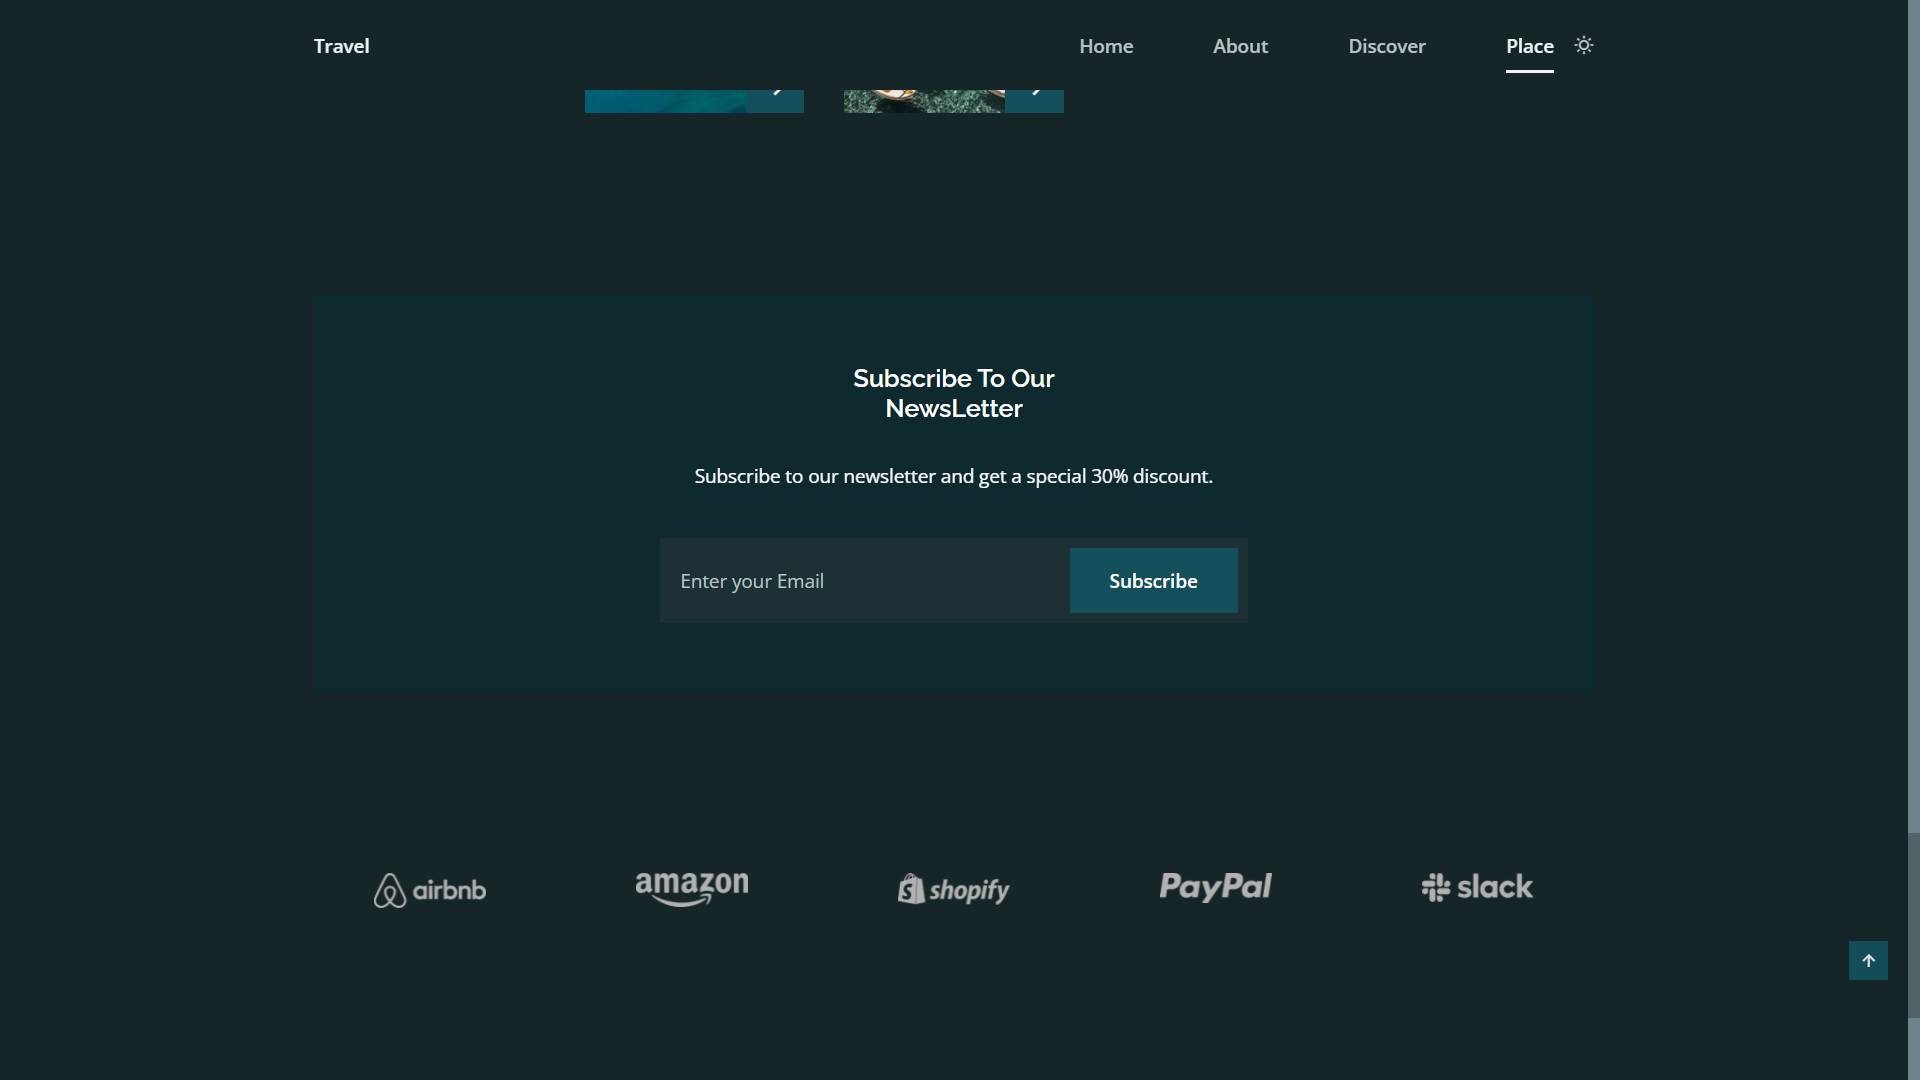 Travel
Home
About
Discover
Place
Subscribe To Our
NewsLetter
Subscribe to our newsletter and get a special 30% discount.
Enter your Email
Subscribe
airbnb
amazon
shopify
PayPal
slack